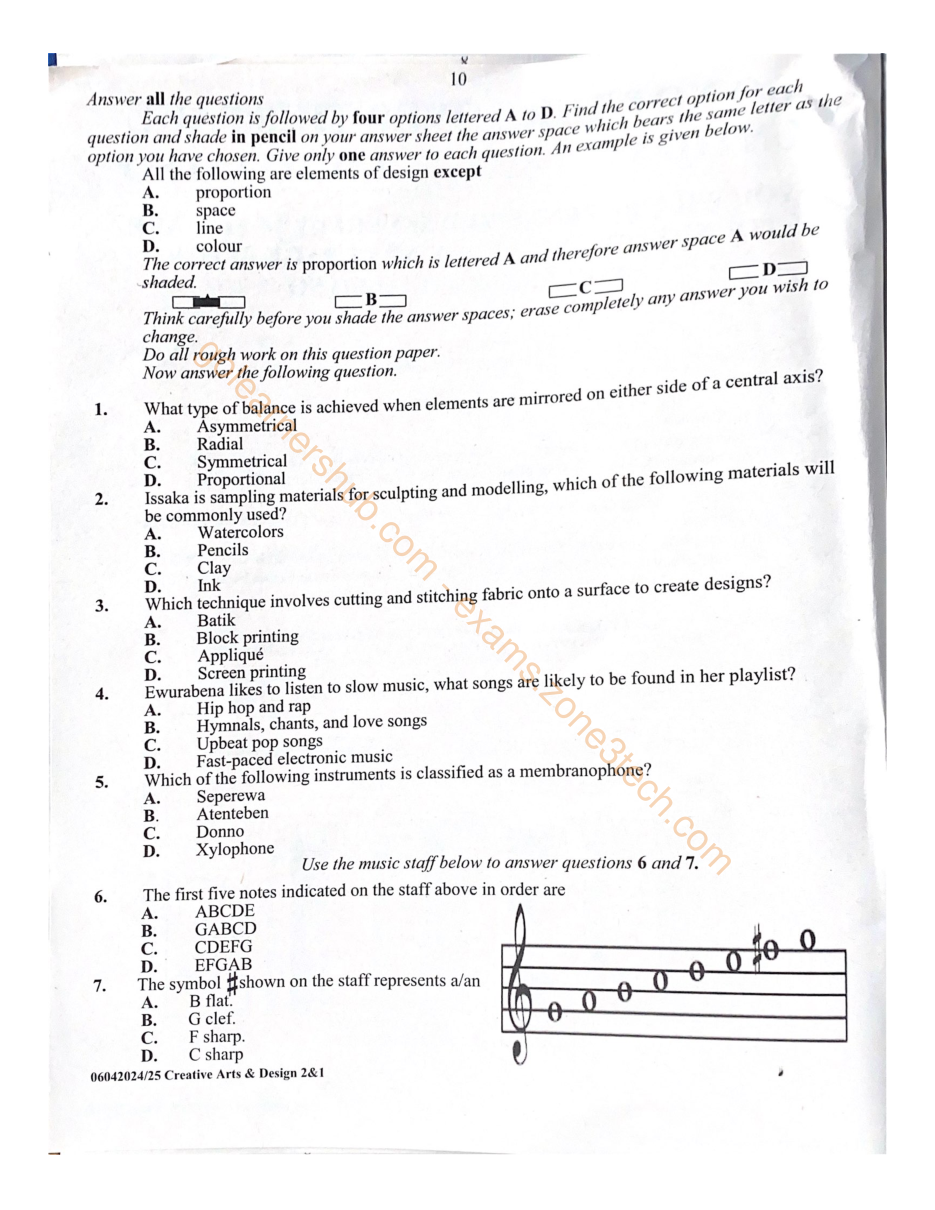 10
Answer all the questions
Each question is followed by four options lettered A to D. Find the correct option for each
question and shade in pencil on your answer sheet the answer space which bears the same letter as the
option you have chosen. Give only one answer to each question. An example is given below.
All the following are elements of design except
A. proportion
B. space
C. line
D. colour
The correct answer is proportion which is lettered A and therefore answer space A would be
shaded.
B C D
Think carefully before you shade the answer spaces; erase completely any answer you wish to
change.
Do all rough work on this question paper.
Now answer the following question.
1. What type of balance is achieved when elements are mirrored on either side of a central axis?
A. Asymmetrical
B. Radial
C. Symmetrical
D. Proportional
2. Issaka is sampling materials for sculpting and modelling, which of the following materials will
be commonly used?
A. Watercolors
B. Pencils
C. Clay
D. Ink
3. Which technique involves cutting and stitching fabric onto a surface to create designs?
A. Batik
B. Block printing
C. Appliqué
D. Screen printing
4. Ewurabena likes to listen to slow music, what songs are likely to be found in her playlist?
A. Hip hop and rap
B. Hymnals, chants, and love songs
C. Upbeat pop songs
D. Fast-paced electronic music
5. Which of the following instruments is classified as a membranophone?
A. Seperewa
B. Atenteben
C. Donno
D. Xylophone
Use the music staff below to answer questions 6 and 7.
6. The first five notes indicated on the staff above in order are
A. ABCDE
B. GABCD
C. CDEFG
D. EFGAB
7. The symbol ♯ shown on the staff represents a/an
A. B flat.
B. G clef.
C. F sharp.
D. C sharp
06042024/25 Creative Arts & Design 2&1
golearnershub.com - exams.zone3tech.com